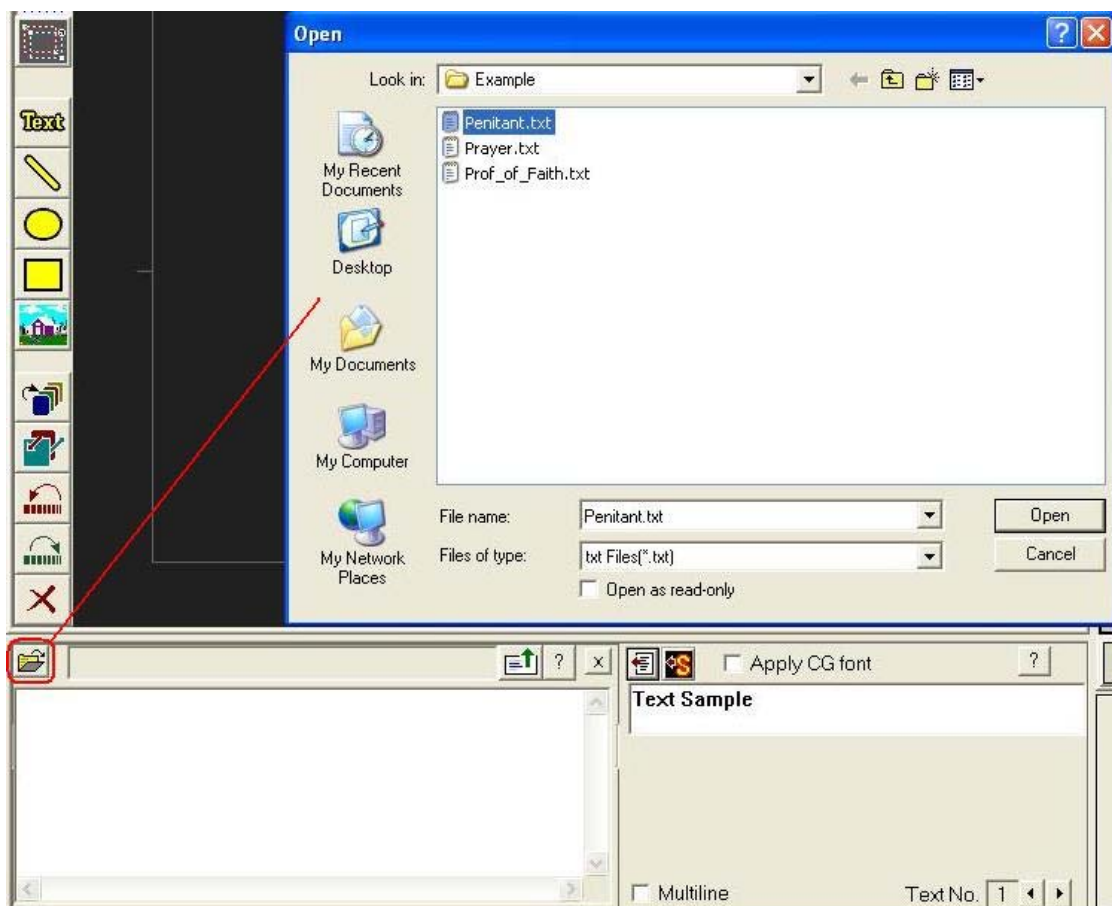 Open
Look in: Example
Text
Penitant.txt
Prayer.txt
Prof_of_Faith.txt
My Recent
Documents
Desktop
My Documents
My Computer
My Network
Places
File name: Penitant.txt Open
Files of type: txt Files(*.txt) Cancel
Open as read-only
? x S Apply CG font ?
Text Sample
Multiline Text No. 1